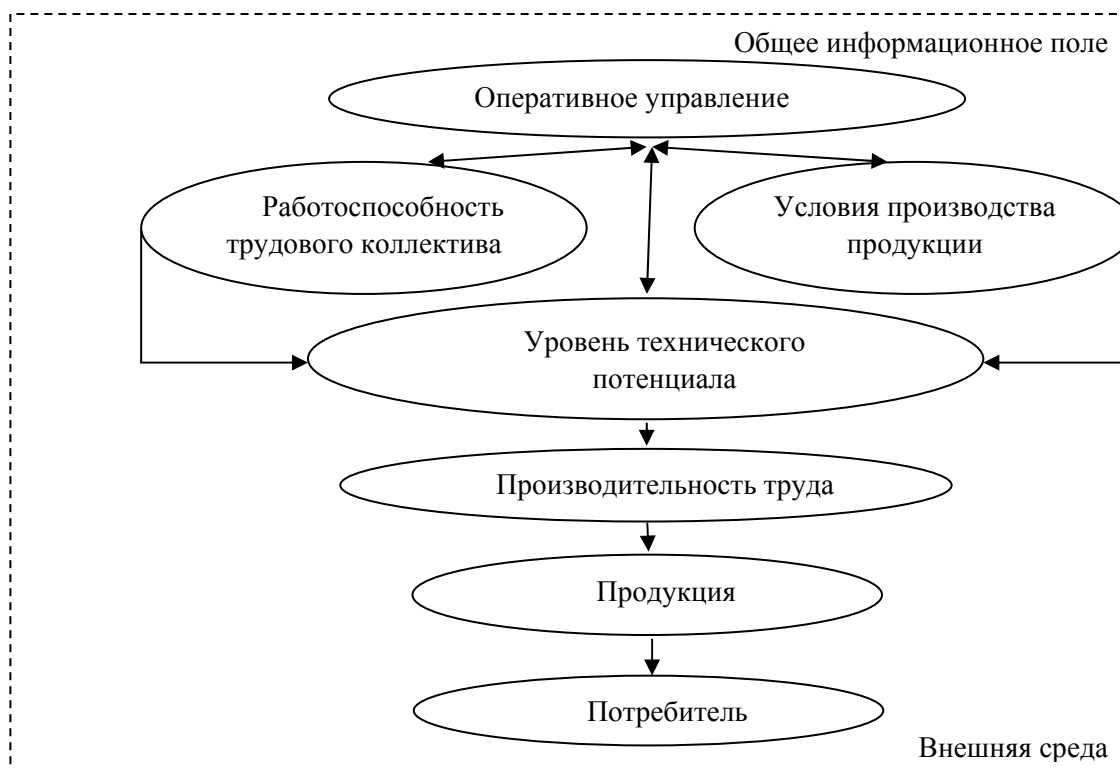 Общее информационное поле
Оперативное управление
Работоспособность
трудового коллектива
Условия производства
продукции
Уровень технического
потенциала
Производительность труда
Продукция
Потребитель
Внешняя среда